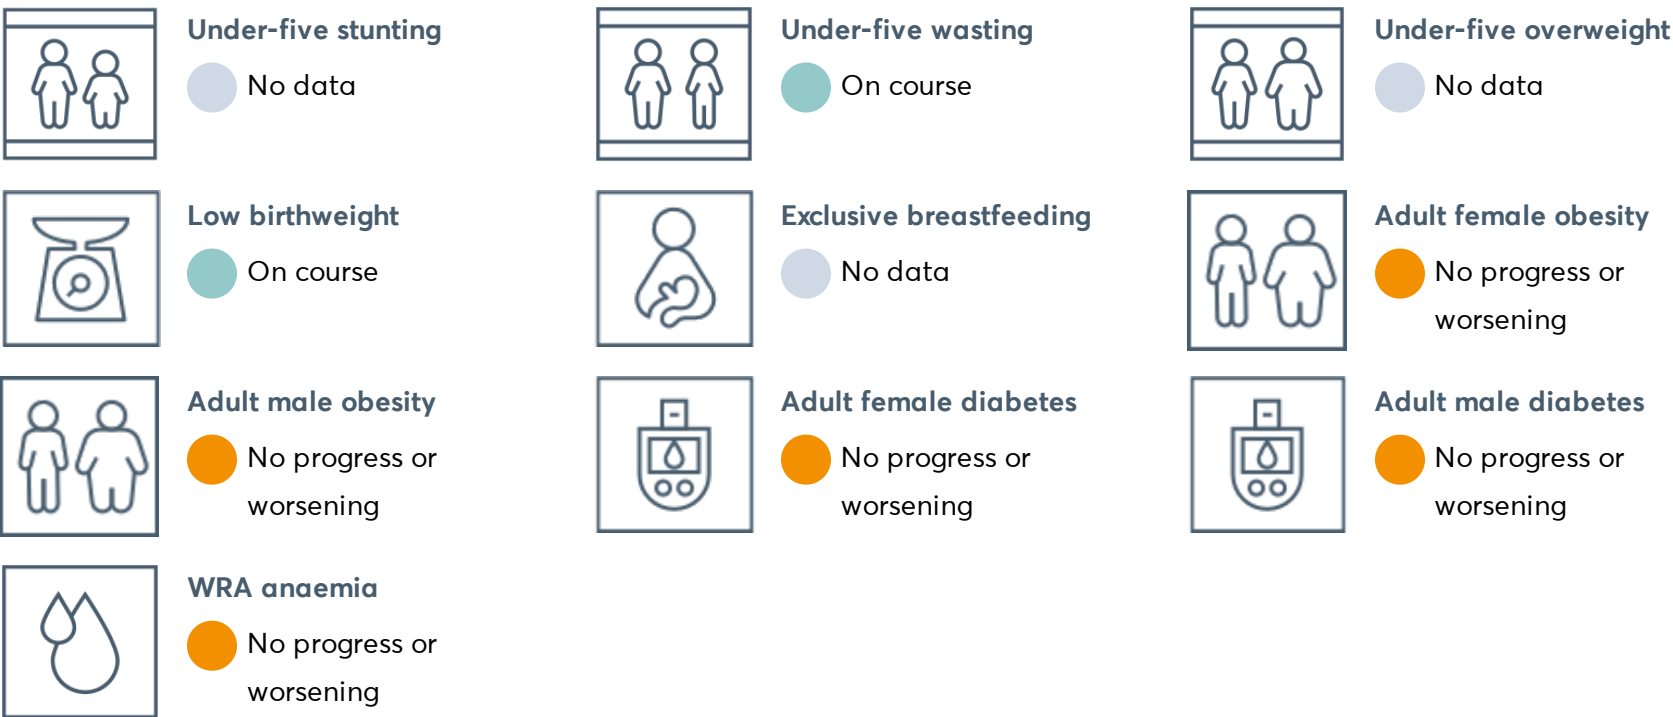 Under-five stunting
No data
Under-five wasting
On course
Under-five overweight
No data
Low birthweight
On course
Exclusive breastfeeding
No data
Adult female obesity
No progress or
worsening
Adult male obesity
No progress or
worsening
Adult female diabetes
No progress or
worsening
Adult male diabetes
No progress or
worsening
WRA anaemia
No progress or
worsening